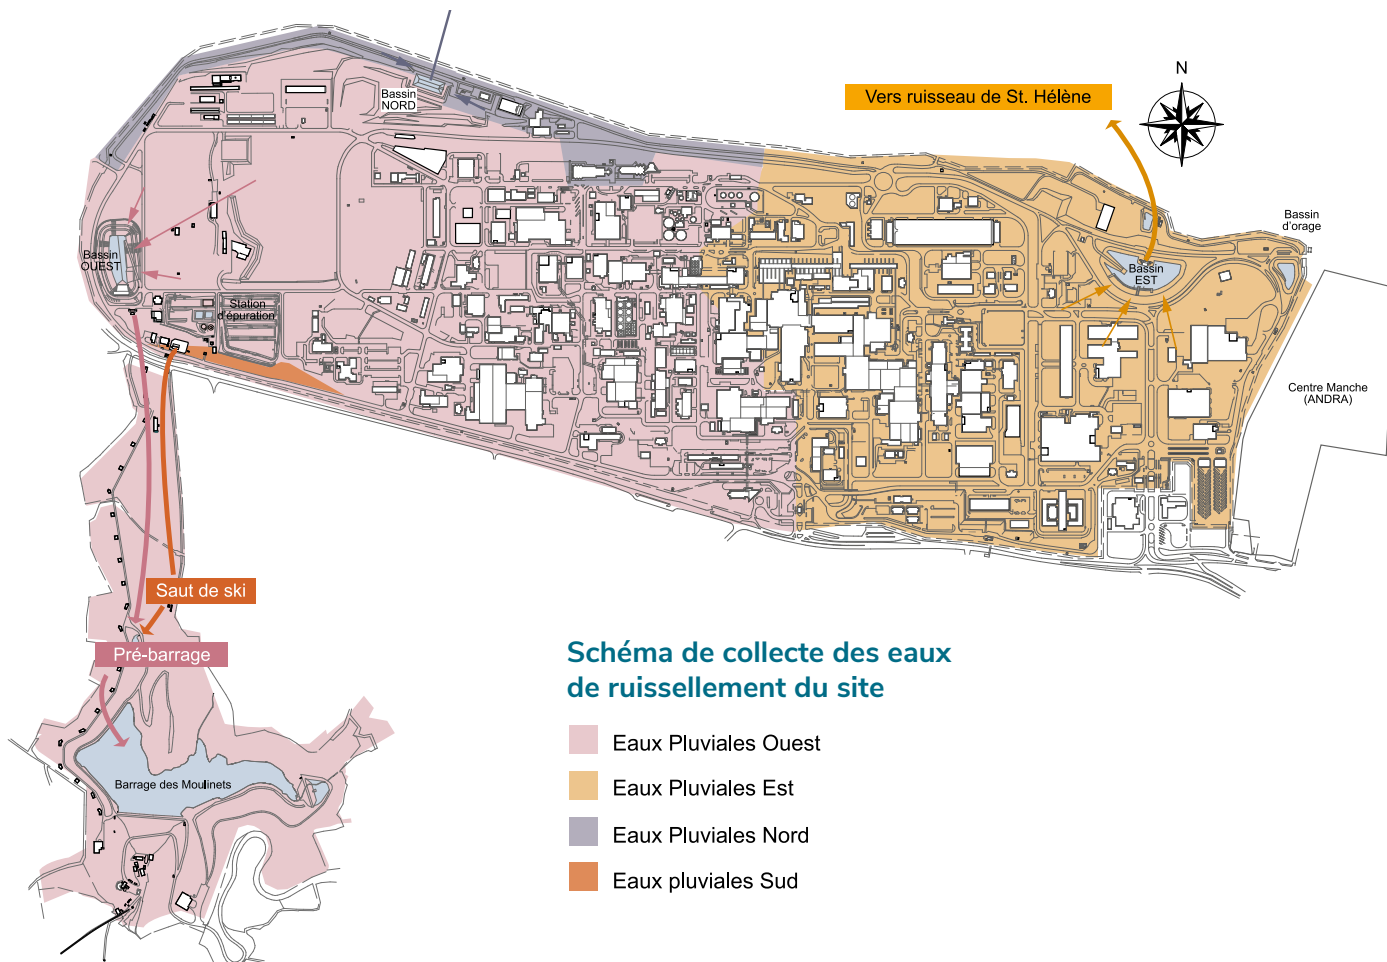 N
Vers ruisseau de St. Hélène
Bassin
NORD
Bassin
d'orage
Bassin
OUEST
Bassin
EST
Station
d'épuration
Centre Manche
(ANDRA)
Saut de ski
Pré-barrage
Barrage des Moulinets
Schéma de collecte des eaux
de ruissellement du site
Eaux Pluviales Ouest
Eaux Pluviales Est
Eaux Pluviales Nord
Eaux pluviales Sud